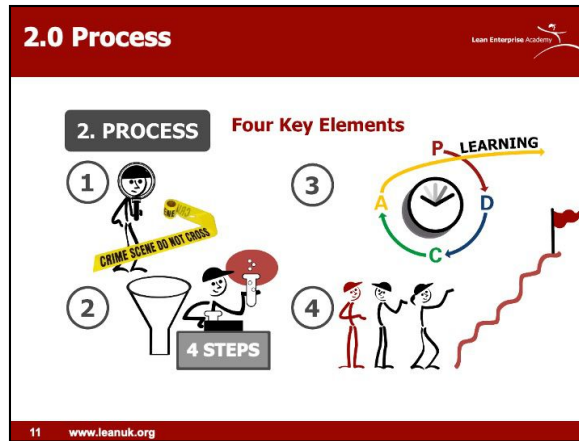 2.0 Process
Lean Enterprise Academy
2. PROCESS
Four Key Elements
1
CRIME SCENE DO NOT CROSS
2
4 STEPS
3
P
LEARNING
A
D
C
4
11
www.leanuk.org